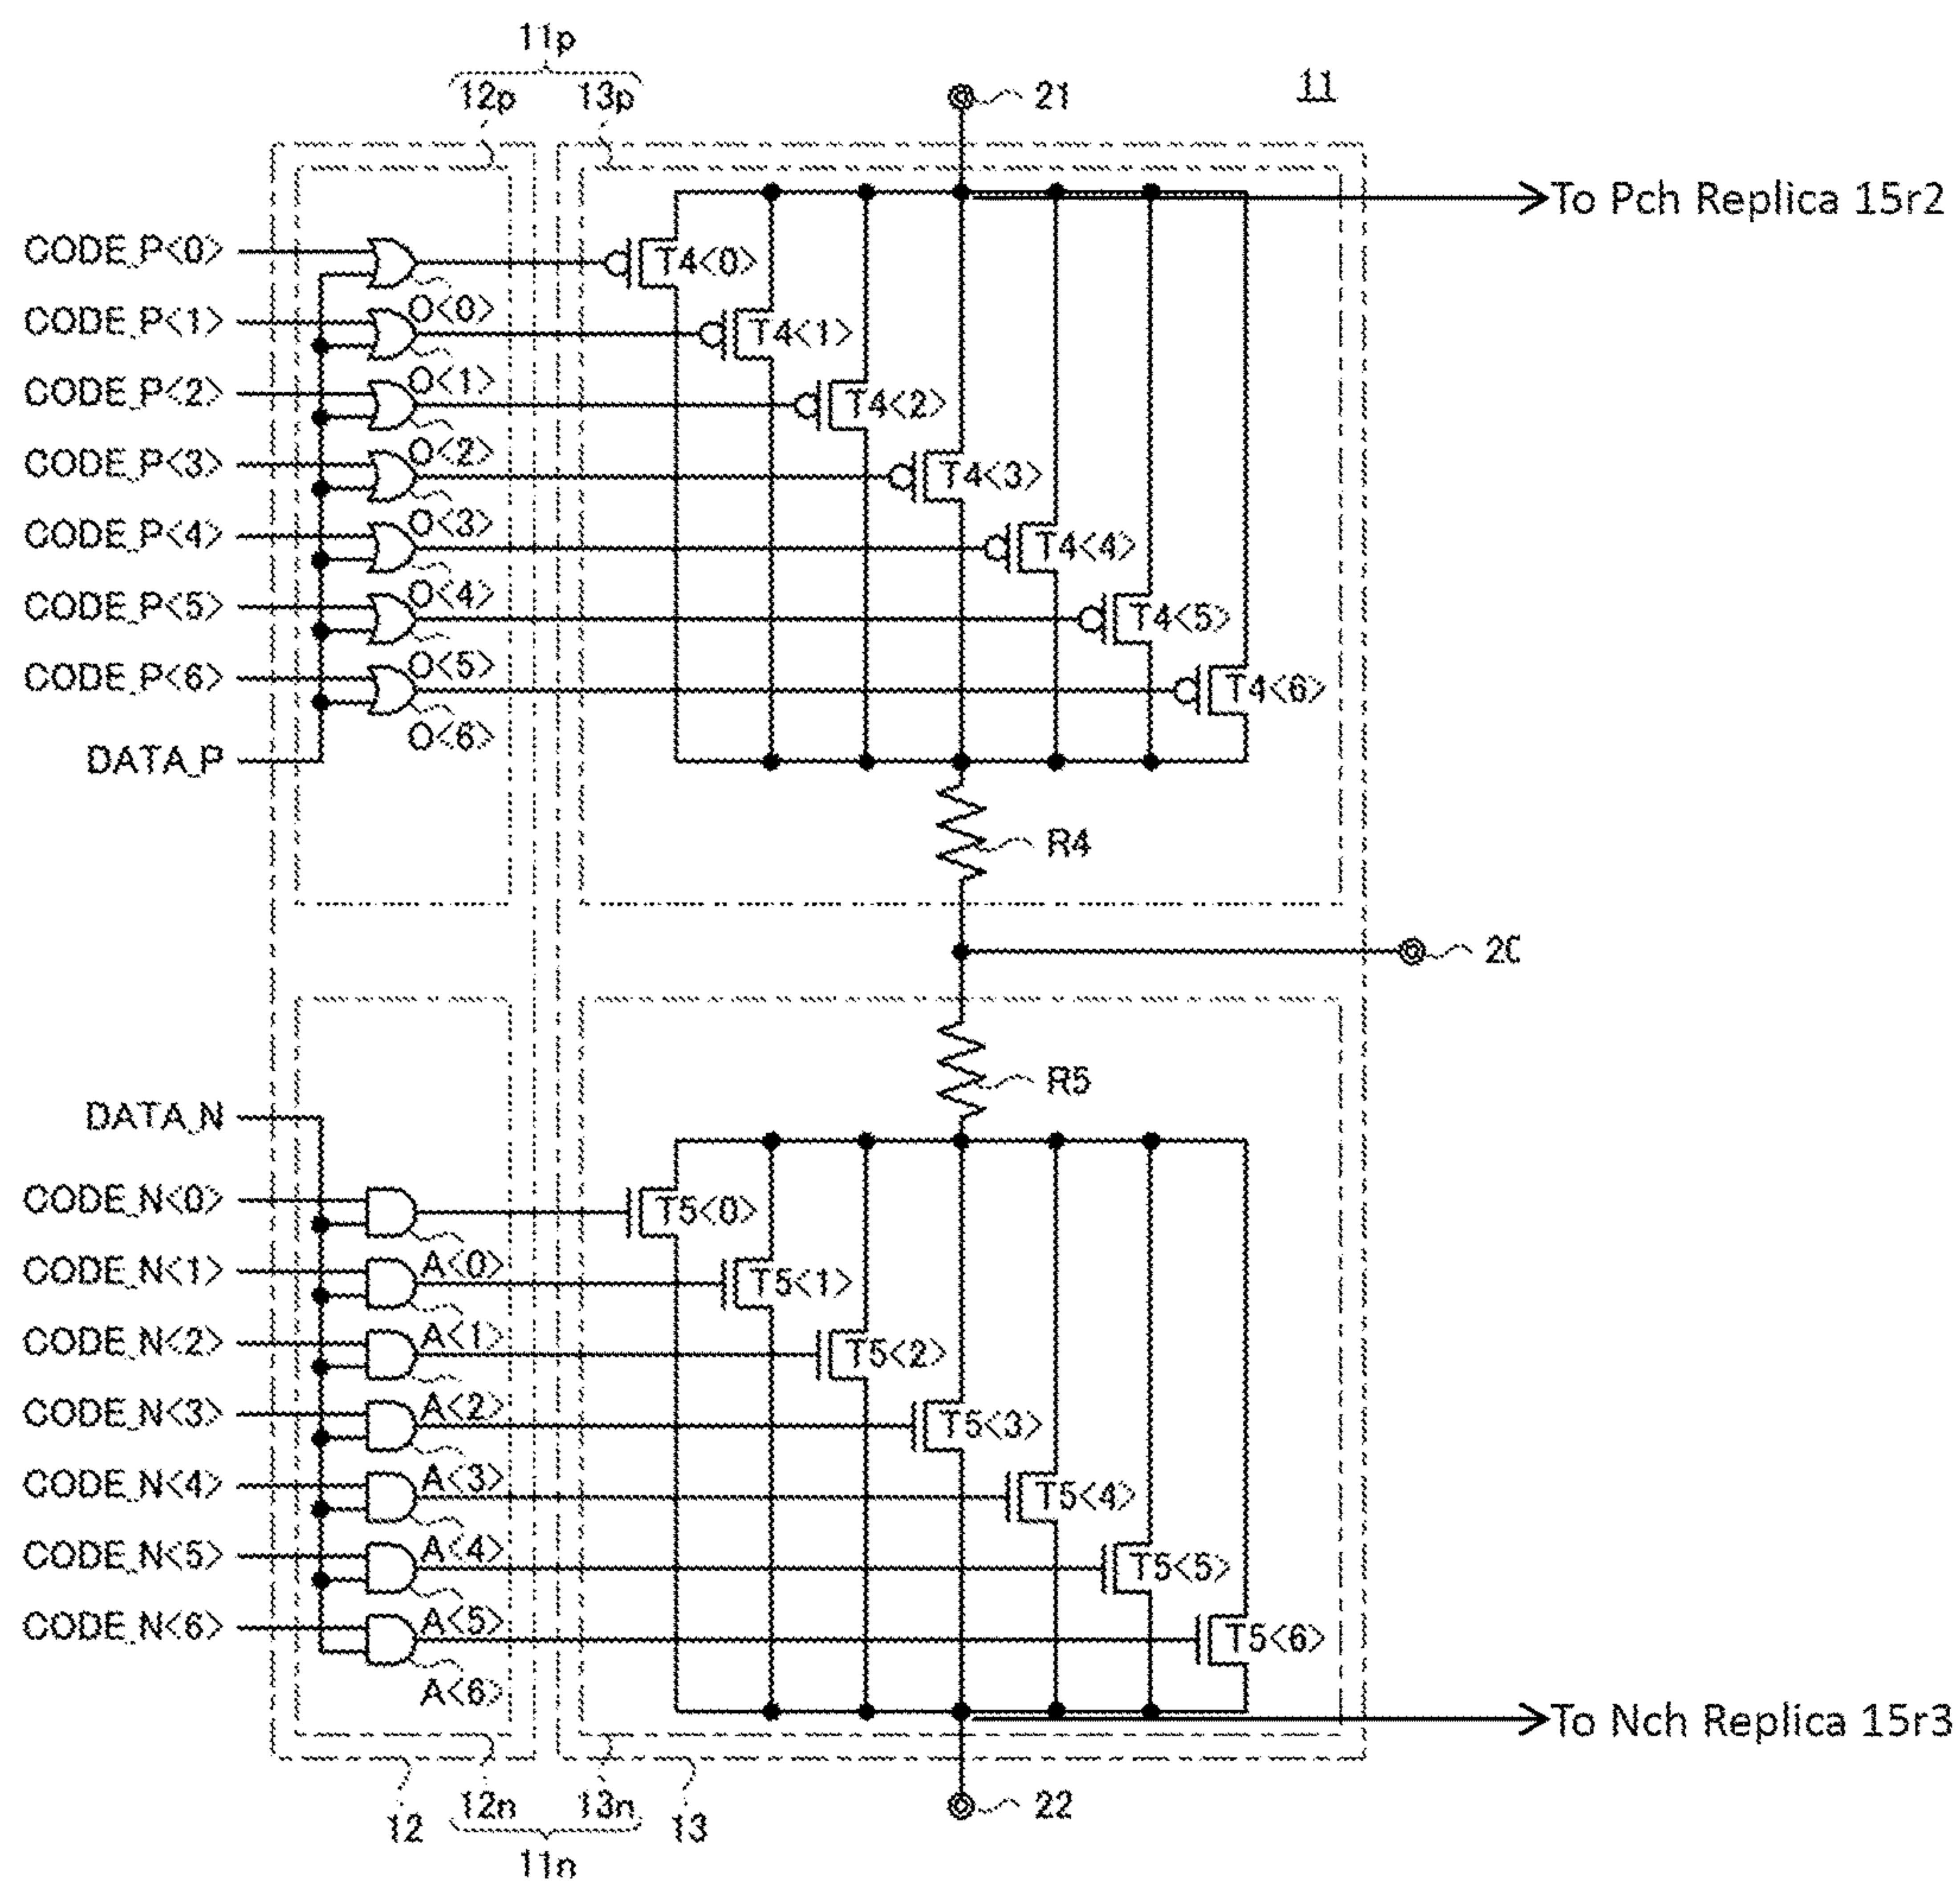 11p
12p 13p
21
11
To Pch Replica 15r2
CODE_P<0>
T4<0>
O<0>
CODE_P<1>
T4<1>
O<1>
CODE_P<2>
T4<2>
O<2>
CODE_P<3>
T4<3>
O<3>
CODE_P<4>
T4<4>
O<4>
CODE_P<5>
T4<5>
O<5>
CODE_P<6>
T4<6>
O<6>
DATA_P
R4
R5
DATA_N
CODE_N<0>
T5<0>
A<0>
CODE_N<1>
T5<1>
A<1>
CODE_N<2>
T5<2>
A<2>
CODE_N<3>
T5<3>
A<3>
CODE_N<4>
T5<4>
A<4>
CODE_N<5>
T5<5>
A<5>
CODE_N<6>
T5<6>
A<6>
To Nch Replica 15r3
12
12n 13n
13
22
11n